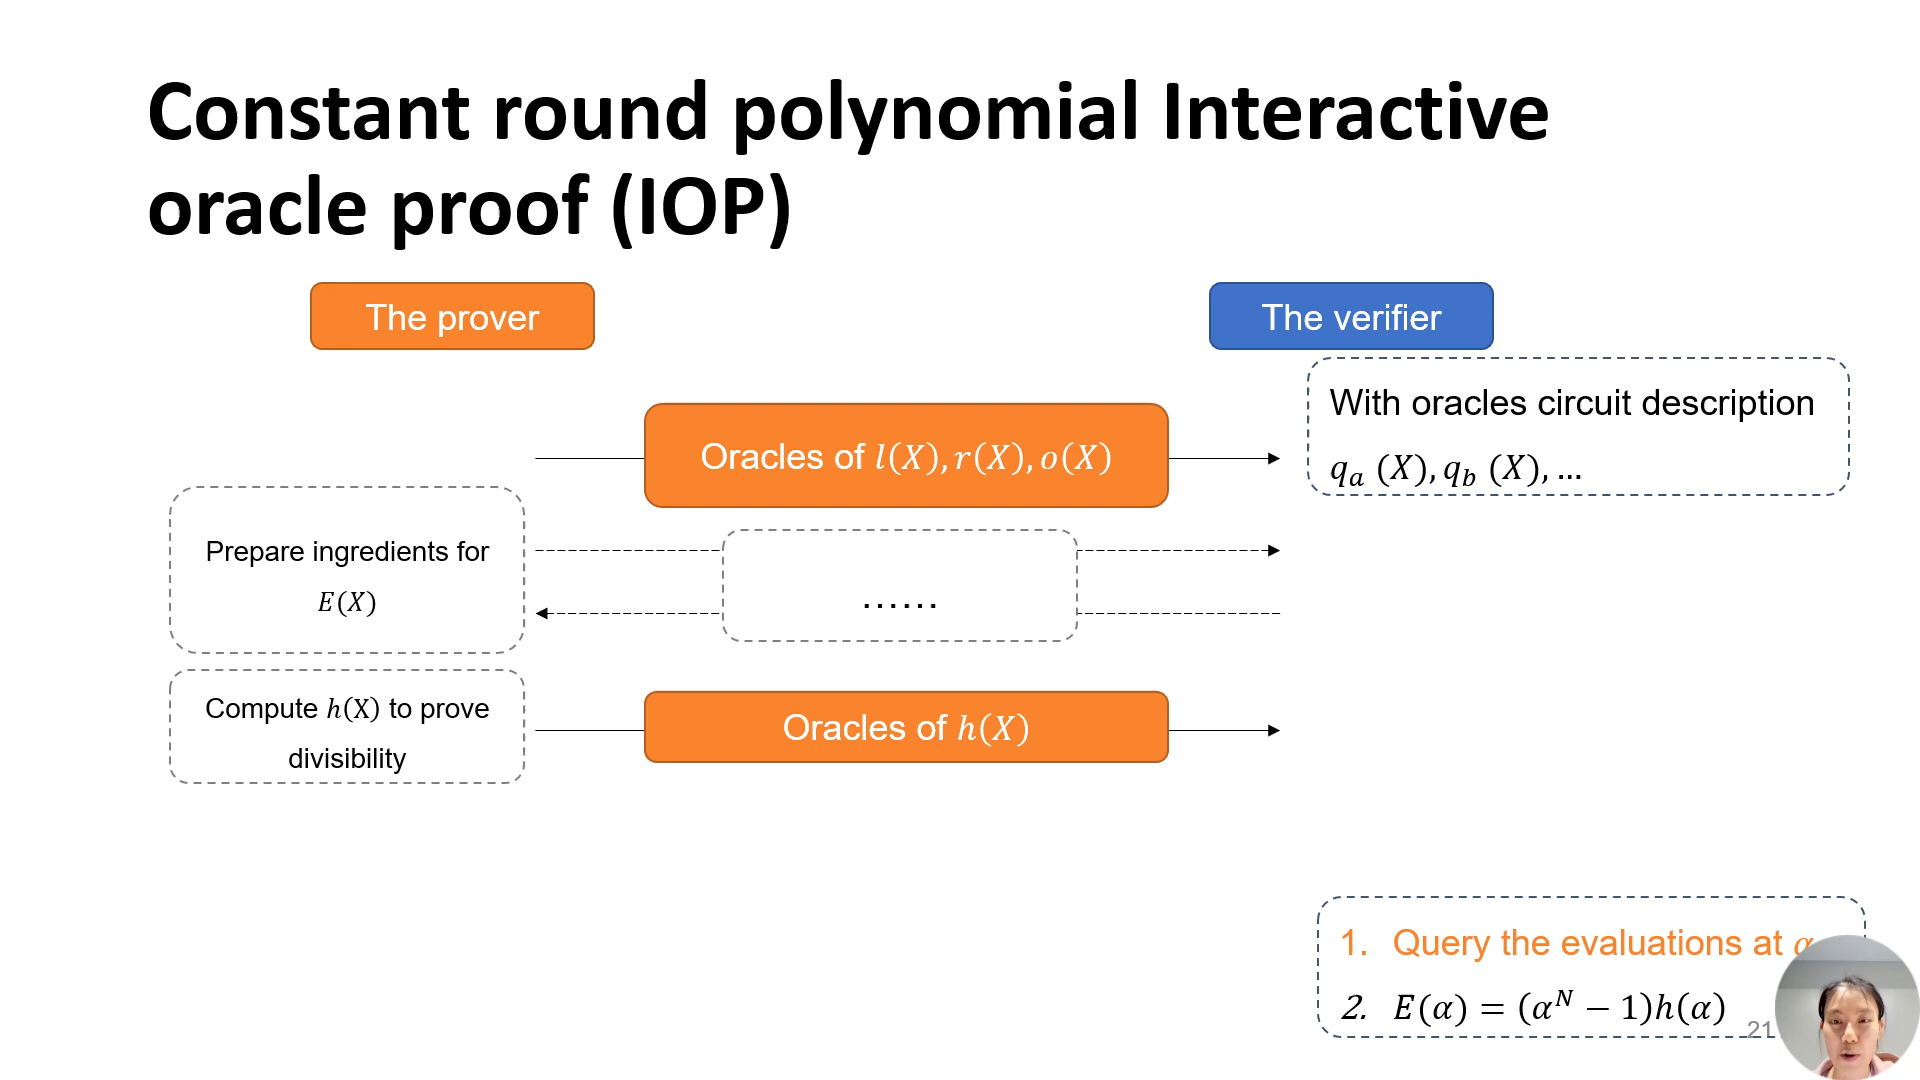 Constant round polynomial Interactive
oracle proof (IOP)
The prover
The verifier
With oracles circuit description
q_a (X), q_b (X), ...
Oracles of l(X), r(X), o(X)
Prepare ingredients for
E(X)
......
Compute h(X) to prove
divisibility
Oracles of h(X)
1. Query the evaluations at α
2. E(α) = (α^N − 1)h(α)
21